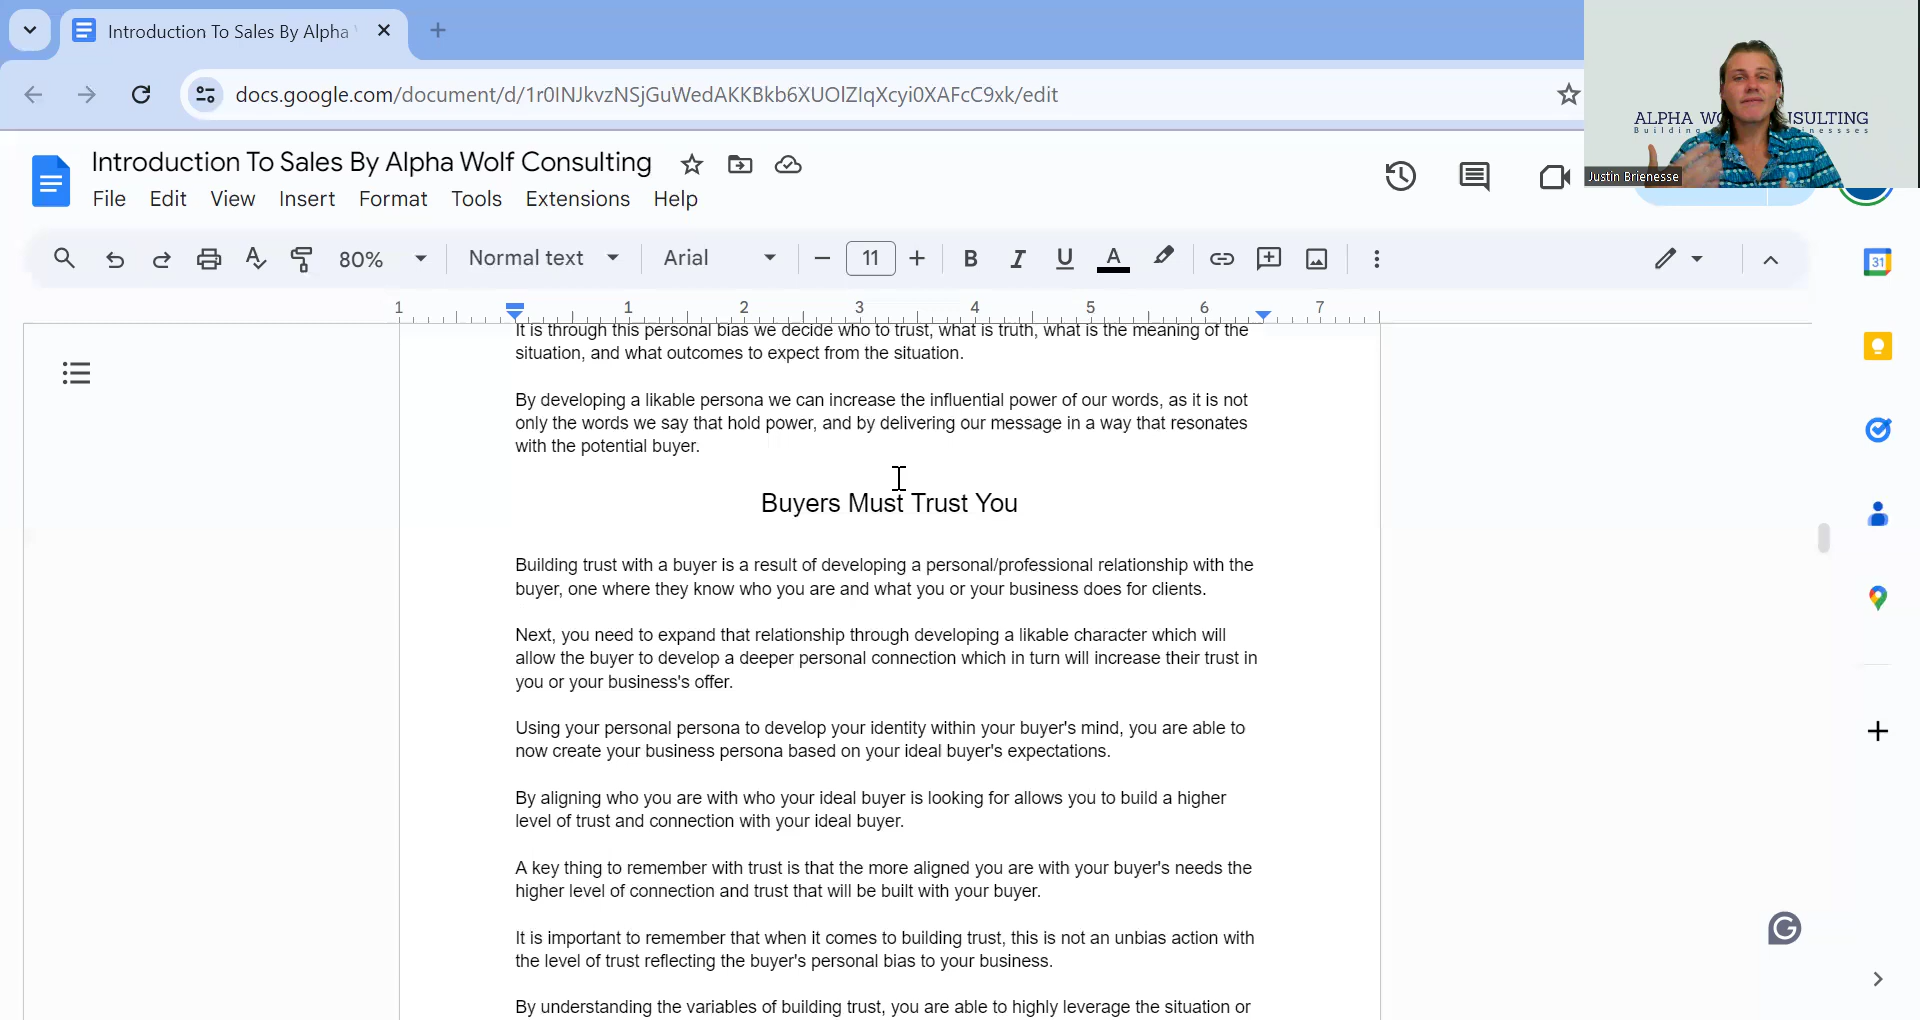 Introduction To Sales By Alpha
docs.google.com/document/d/1r0INJkvzNSjGuWedAKKBkb6XUOlZIqXcyi0XAFcC9xk/edit
ALPHA WO NSULTING
Building inesses
Justin Brienesse
Introduction To Sales By Alpha Wolf Consulting
File Edit View Insert Format Tools Extensions Help
80% Normal text Arial 11 B I U A
31
1 1 2 3 4 5 6 7
It is through this personal bias we decide who to trust, what is truth, what is the meaning of the
situation, and what outcomes to expect from the situation.
By developing a likable persona we can increase the influential power of our words, as it is not
only the words we say that hold power, and by delivering our message in a way that resonates
with the potential buyer.
Buyers Must Trust You
Building trust with a buyer is a result of developing a personal/professional relationship with the
buyer, one where they know who you are and what you or your business does for clients.
Next, you need to expand that relationship through developing a likable character which will
allow the buyer to develop a deeper personal connection which in turn will increase their trust in
you or your business's offer.
Using your personal persona to develop your identity within your buyer's mind, you are able to
now create your business persona based on your ideal buyer's expectations.
By aligning who you are with who your ideal buyer is looking for allows you to build a higher
level of trust and connection with your ideal buyer.
A key thing to remember with trust is that the more aligned you are with your buyer's needs the
higher level of connection and trust that will be built with your buyer.
It is important to remember that when it comes to building trust, this is not an unbias action with
the level of trust reflecting the buyer's personal bias to your business.
By understanding the variables of building trust, you are able to highly leverage the situation or